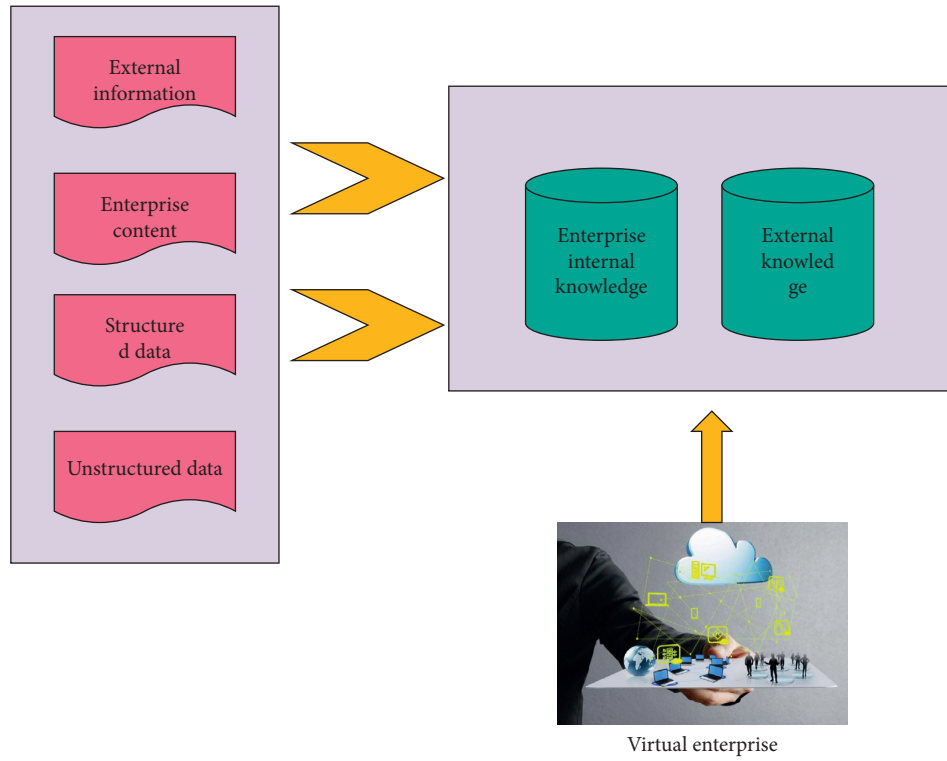 External
information
Enterprise
content
Structure
d data
Unstructured data
Enterprise
internal
knowledge
External
knowled
ge
Virtual enterprise